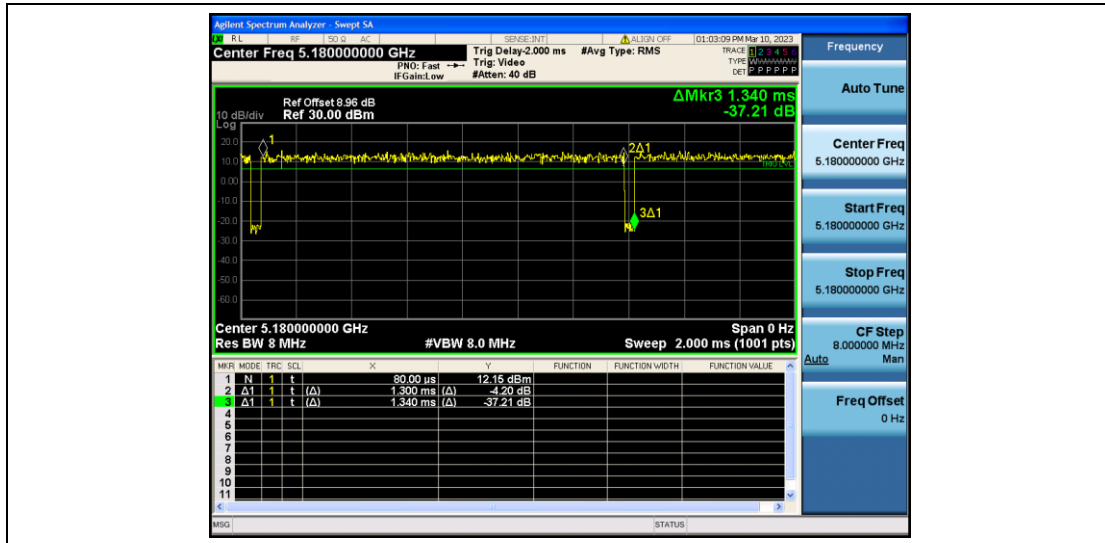 Agilent Spectrum Analyzer - Swept SA
RL RF 50 Ω AC SENSE:INT ALIGN OFF 01:03:09 PM Mar 10, 2023
Center Freq 5.180000000 GHz
PNO: Fast
IFGain:Low
Trig Delay-2.000 ms
Trig: Video
#Atten: 40 dB
#Avg Type: RMS
TRACE 1 2 3 4 5 6
TYPE
DET P P P P P P
ΔMkr3 1.340 ms
-37.21 dB
Ref Offset 8.96 dB
10 dB/div Ref 30.00 dBm
Log
20.0
10.0
0.00
-10.0
-20.0
-30.0
-40.0
-50.0
-60.0
1
2Δ1
3Δ1
TRIG LVL
Center 5.180000000 GHz Span 0 Hz
Res BW 8 MHz #VBW 8.0 MHz Sweep 2.000 ms (1001 pts)
MKR MODE TRC SCL X Y FUNCTION FUNCTION WIDTH FUNCTION VALUE
1 N 1 t 80.00 µs 12.15 dBm
2 Δ1 1 t (Δ) 1.300 ms (Δ) -4.20 dB
3 Δ1 1 t (Δ) 1.340 ms (Δ) -37.21 dB
4
5
6
7
8
9
10
11
MSG STATUS
Frequency
Auto Tune
Center Freq
5.180000000 GHz
Start Freq
5.180000000 GHz
Stop Freq
5.180000000 GHz
CF Step
8.000000 MHz
Auto Man
Freq Offset
0 Hz